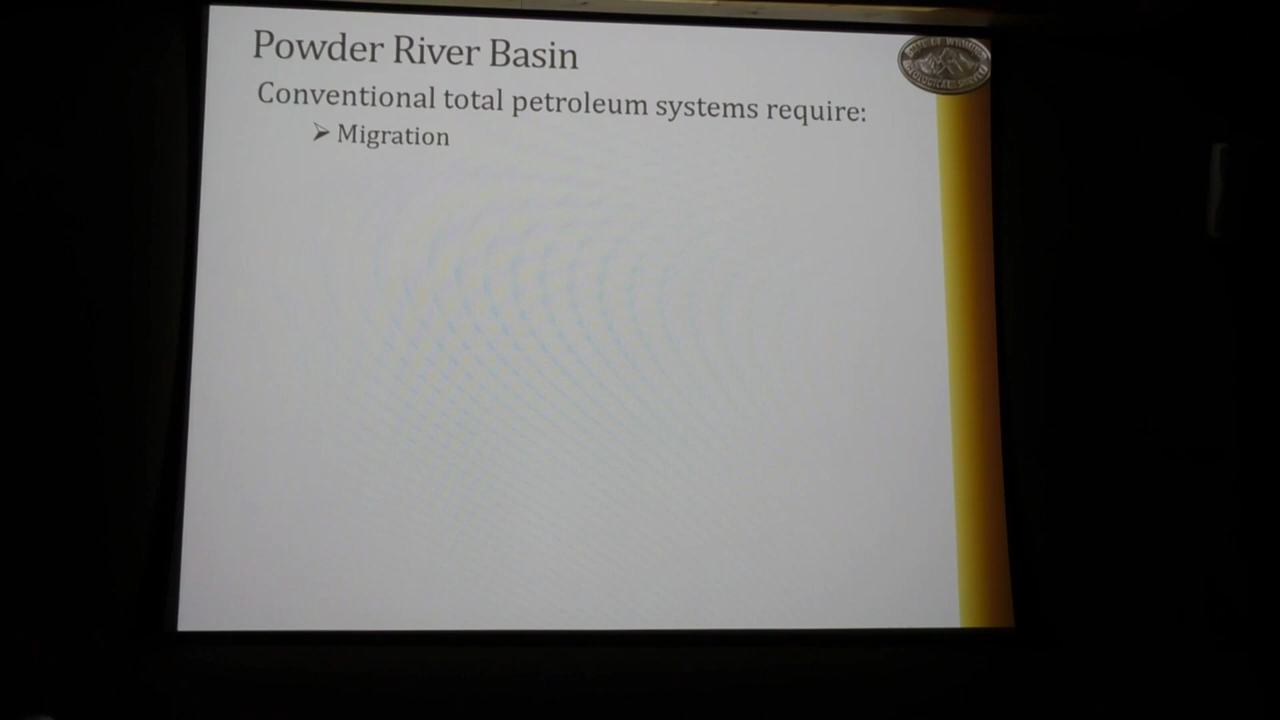 Powder River Basin
Conventional total petroleum systems require:
➢ Migration